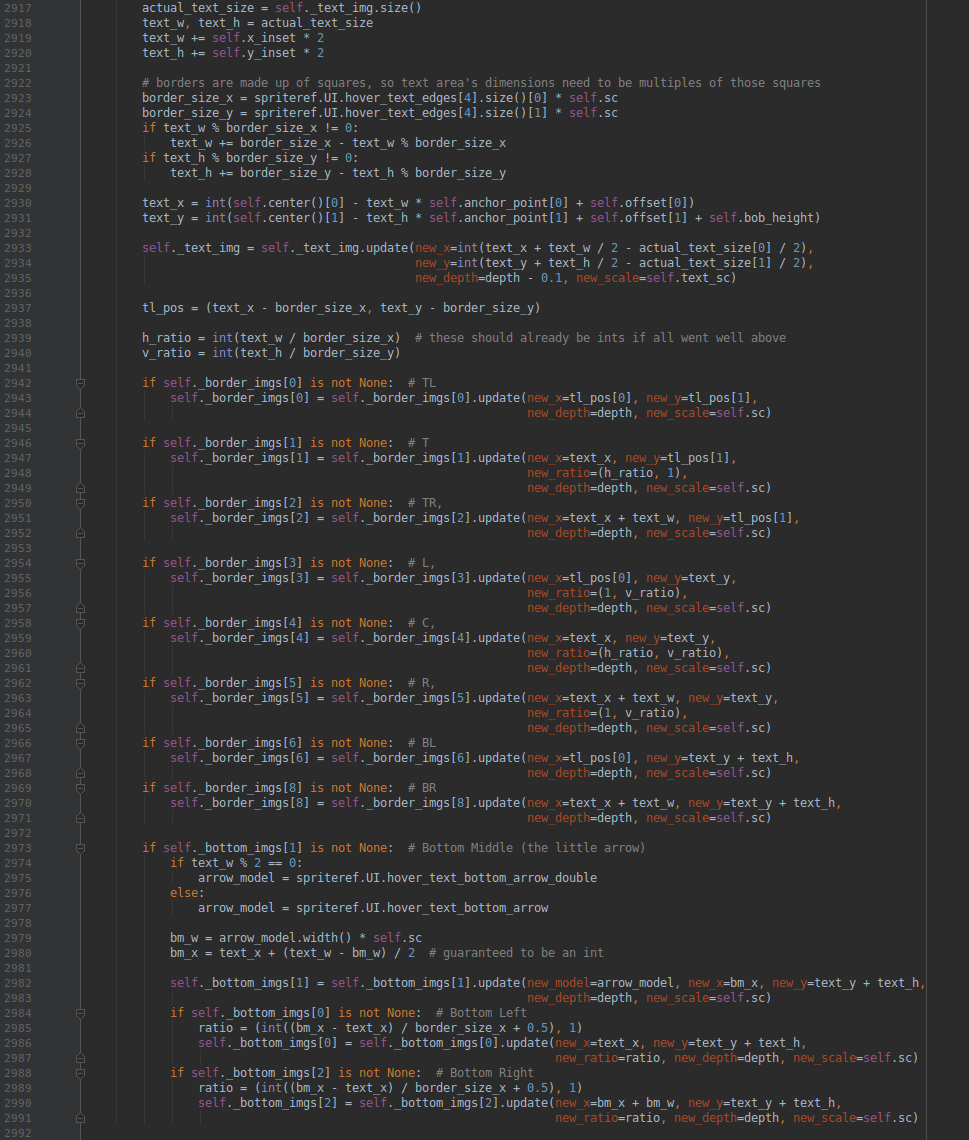 2917 actual_text_size = self._text_img.size()
2918 text_w, text_h = actual_text_size
2919 text_w += self.x_inset * 2
2920 text_h += self.y_inset * 2
2921
2922 # borders are made up of squares, so text area's dimensions need to be multiples of those squares
2923 border_size_x = spriteref.UI.hover_text_edges[4].size()[0] * self.sc
2924 border_size_y = spriteref.UI.hover_text_edges[4].size()[1] * self.sc
2925 if text_w % border_size_x != 0:
2926 text_w += border_size_x - text_w % border_size_x
2927 if text_h % border_size_y != 0:
2928 text_h += border_size_y - text_h % border_size_y
2929
2930 text_x = int(self.center()[0] - text_w * self.anchor_point[0] + self.offset[0])
2931 text_y = int(self.center()[1] - text_h * self.anchor_point[1] + self.offset[1] + self.bob_height)
2932
2933 self._text_img = self._text_img.update(new_x=int(text_x + text_w / 2 - actual_text_size[0] / 2),
2934 new_y=int(text_y + text_h / 2 - actual_text_size[1] / 2),
2935 new_depth=depth - 0.1, new_scale=self.text_sc)
2936
2937 tl_pos = (text_x - border_size_x, text_y - border_size_y)
2938
2939 h_ratio = int(text_w / border_size_x)  # these should already be ints if all went well above
2940 v_ratio = int(text_h / border_size_y)
2941
2942 if self._border_imgs[0] is not None:  # TL
2943 self._border_imgs[0] = self._border_imgs[0].update(new_x=tl_pos[0], new_y=tl_pos[1],
2944 new_depth=depth, new_scale=self.sc)
2945
2946 if self._border_imgs[1] is not None:  # T
2947 self._border_imgs[1] = self._border_imgs[1].update(new_x=text_x, new_y=tl_pos[1],
2948 new_ratio=(h_ratio, 1),
2949 new_depth=depth, new_scale=self.sc)
2950 if self._border_imgs[2] is not None:  # TR,
2951 self._border_imgs[2] = self._border_imgs[2].update(new_x=text_x + text_w, new_y=tl_pos[1],
2952 new_depth=depth, new_scale=self.sc)
2953
2954 if self._border_imgs[3] is not None:  # L,
2955 self._border_imgs[3] = self._border_imgs[3].update(new_x=tl_pos[0], new_y=text_y,
2956 new_ratio=(1, v_ratio),
2957 new_depth=depth, new_scale=self.sc)
2958 if self._border_imgs[4] is not None:  # C,
2959 self._border_imgs[4] = self._border_imgs[4].update(new_x=text_x, new_y=text_y,
2960 new_ratio=(h_ratio, v_ratio),
2961 new_depth=depth, new_scale=self.sc)
2962 if self._border_imgs[5] is not None:  # R,
2963 self._border_imgs[5] = self._border_imgs[5].update(new_x=text_x + text_w, new_y=text_y,
2964 new_ratio=(1, v_ratio),
2965 new_depth=depth, new_scale=self.sc)
2966 if self._border_imgs[6] is not None:  # BL
2967 self._border_imgs[6] = self._border_imgs[6].update(new_x=tl_pos[0], new_y=text_y + text_h,
2968 new_depth=depth, new_scale=self.sc)
2969 if self._border_imgs[8] is not None:  # BR
2970 self._border_imgs[8] = self._border_imgs[8].update(new_x=text_x + text_w, new_y=text_y + text_h,
2971 new_depth=depth, new_scale=self.sc)
2972
2973 if self._bottom_imgs[1] is not None:  # Bottom Middle (the little arrow)
2974 if text_w % 2 == 0:
2975 arrow_model = spriteref.UI.hover_text_bottom_arrow_double
2976 else:
2977 arrow_model = spriteref.UI.hover_text_bottom_arrow
2978
2979 bm_w = arrow_model.width() * self.sc
2980 bm_x = text_x + (text_w - bm_w) / 2  # guaranteed to be an int
2981
2982 self._bottom_imgs[1] = self._bottom_imgs[1].update(new_model=arrow_model, new_x=bm_x, new_y=text_y + text_h,
2983 new_depth=depth, new_scale=self.sc)
2984 if self._bottom_imgs[0] is not None:  # Bottom Left
2985 ratio = (int((bm_x - text_x) / border_size_x + 0.5), 1)
2986 self._bottom_imgs[0] = self._bottom_imgs[0].update(new_x=text_x, new_y=text_y + text_h,
2987 new_ratio=ratio, new_depth=depth, new_scale=self.sc)
2988 if self._bottom_imgs[2] is not None:  # Bottom Right
2989 ratio = (int((bm_x - text_x) / border_size_x + 0.5), 1)
2990 self._bottom_imgs[2] = self._bottom_imgs[2].update(new_x=bm_x + bm_w, new_y=text_y + text_h,
2991 new_ratio=ratio, new_depth=depth, new_scale=self.sc)
2992